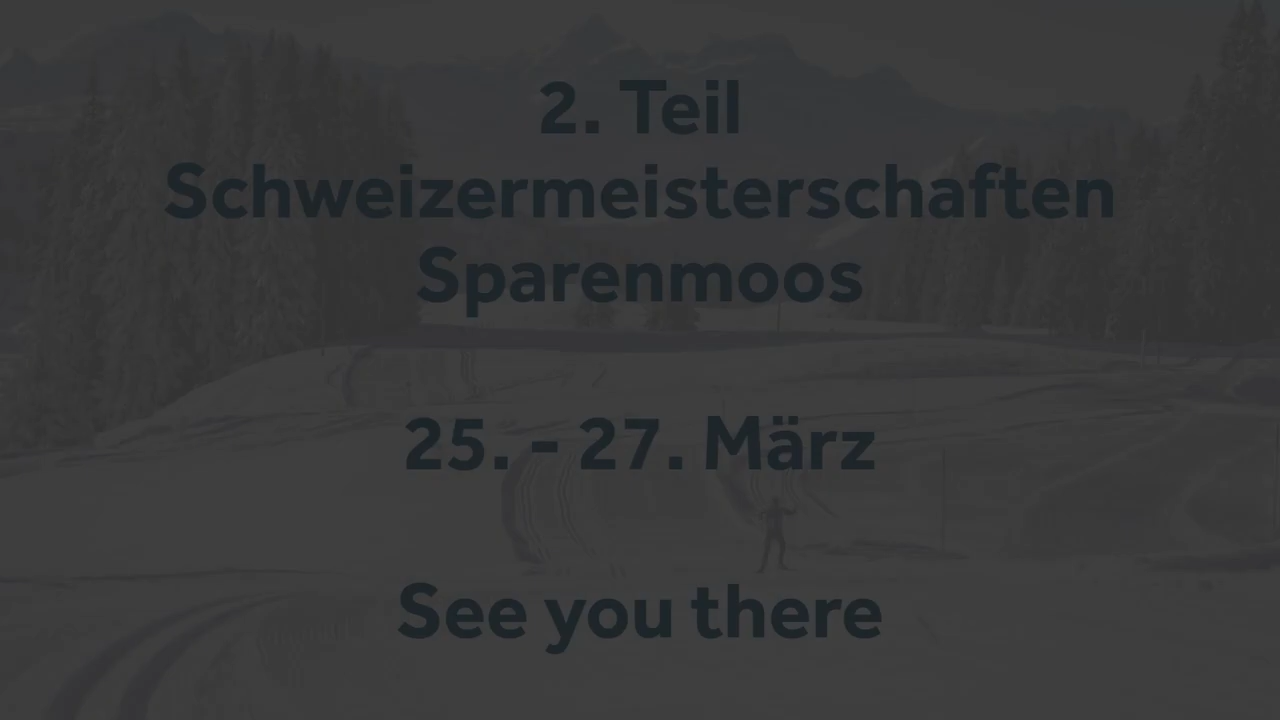 2. Teil
Schweizermeisterschaften
Sparenmoos
25. - 27. März
See you there